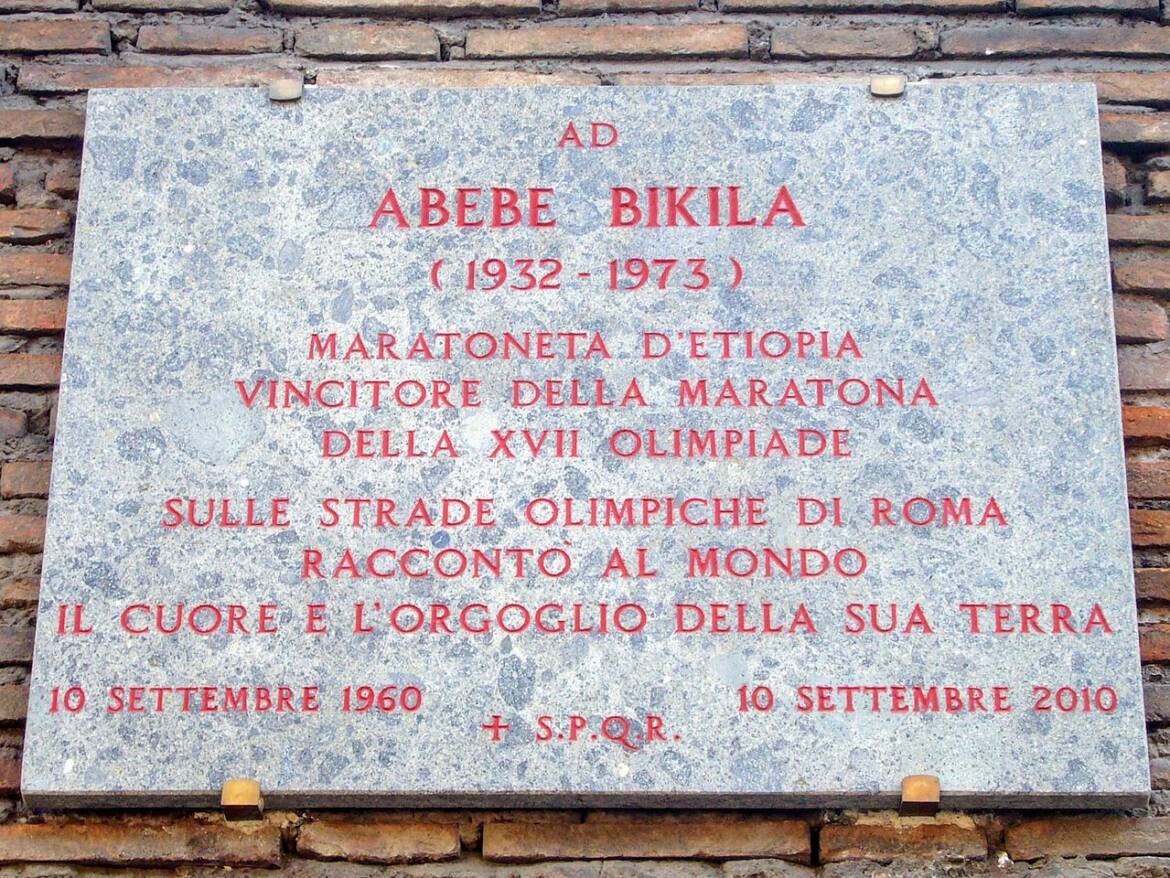 AD
ABEBE BIKILA
( 1932 - 1973 )
MARATONETA D'ETIOPIA
VINCITORE DELLA MARATONA
DELLA XVII OLIMPIADE
SULLE STRADE OLIMPICHE DI ROMA
RACCONTÒ AL MONDO
IL CUORE E L'ORGOGLIO DELLA SUA TERRA
10 SETTEMBRE 1960 10 SETTEMBRE 2010
+ S.P.Q.R.